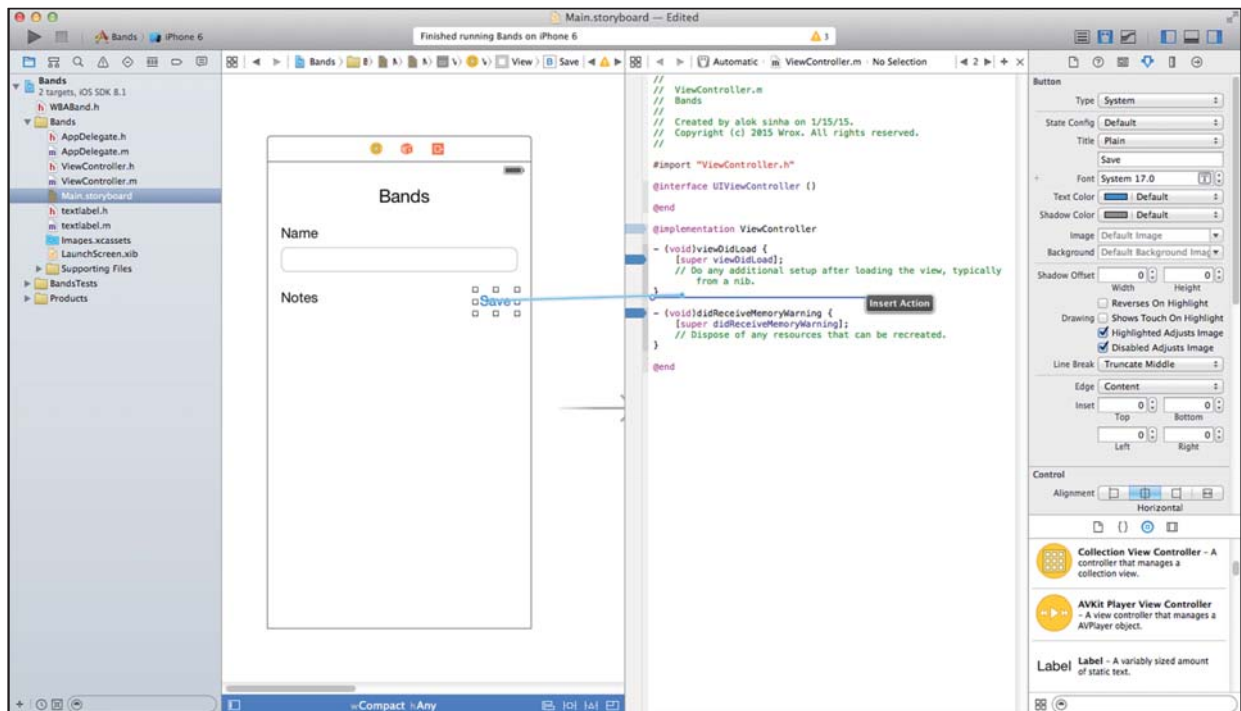 Main.storyboard — Edited
Bands iPhone 6
Finished running Bands on iPhone 6
3
Bands View Save
Automatic ViewController.m No Selection 2
Bands
2 targets, iOS SDK 8.1
WBABand.h
Bands
AppDelegate.h
AppDelegate.m
ViewController.h
ViewController.m
Main.storyboard
textlabel.h
textlabel.m
Images.xcassets
LaunchScreen.xib
Supporting Files
BandsTests
Products
Bands
Name
Notes
Save
wCompact hAny
//
// ViewController.m
// Bands
//
// Created by alok sinha on 1/15/15.
// Copyright (c) 2015 Wrox. All rights reserved.
//
#import "ViewController.h"
@interface UIViewController ()
@end
@implementation ViewController
- (void)viewDidLoad {
[super viewDidLoad];
// Do any additional setup after loading the view, typically
from a nib.
}
Insert Action
- (void)didReceiveMemoryWarning {
[super didReceiveMemoryWarning];
// Dispose of any resources that can be recreated.
}
@end
Button
Type System
State Config Default
Title Plain
Save
Font System 17.0
Text Color Default
Shadow Color Default
Image Default Image
Background Default Background Imag
Shadow Offset 0 0
Width Height
Reverses On Highlight
Drawing Shows Touch On Highlight
Highlighted Adjusts Image
Disabled Adjusts Image
Line Break Truncate Middle
Edge Content
Inset 0 0
Top Bottom
0 0
Left Right
Control
Alignment
Horizontal
Collection View Controller – A
controller that manages a
collection view.
AVKit Player View Controller
– A view controller that manages a
AVPlayer object.
Label Label – A variably sized amount
of static text.